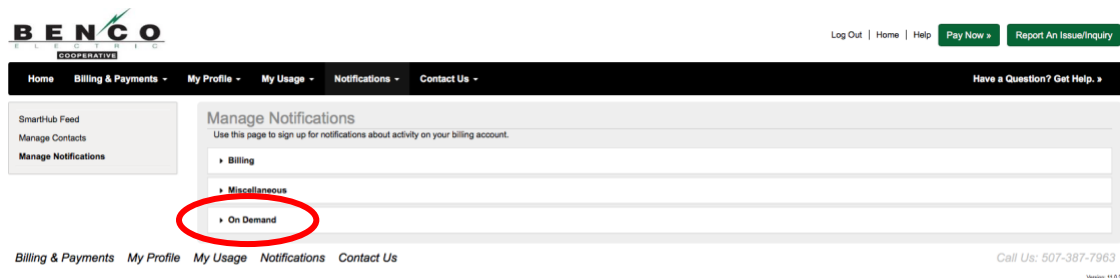 BENCO
ELECTRIC
COOPERATIVE
Log Out | Home | Help Pay Now » Report An Issue/Inquiry
Home Billing & Payments My Profile My Usage Notifications Contact Us Have a Question? Get Help. »
SmartHub Feed
Manage Contacts
Manage Notifications
Manage Notifications
Use this page to sign up for notifications about activity on your billing account.
Billing
Miscellaneous
On Demand
Billing & Payments My Profile My Usage Notifications Contact Us Call Us: 507-387-7963